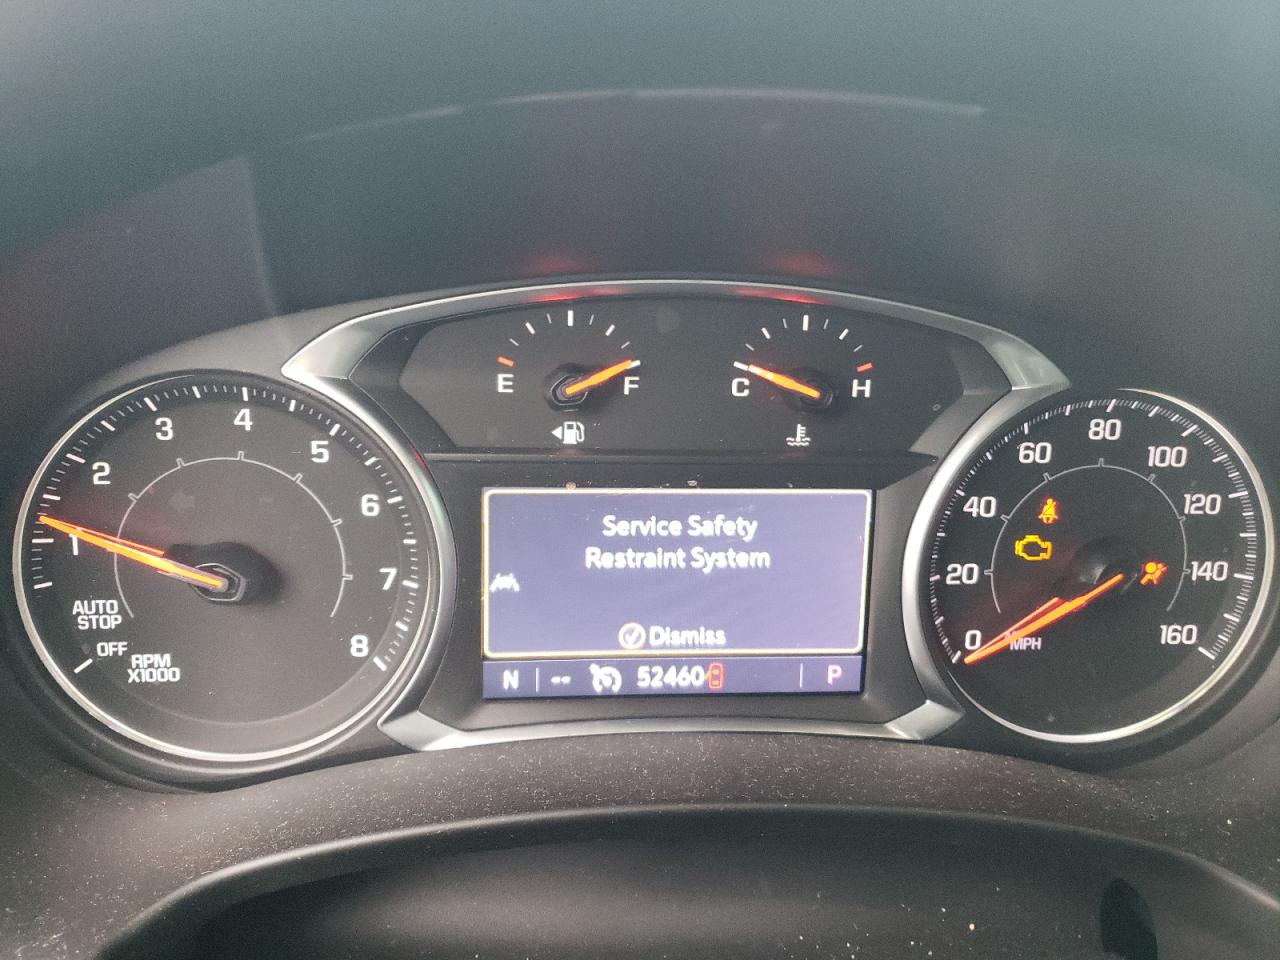 E F
C H
1
2
3
4
5
6
7
8
AUTO
STOP
OFF
RPM
X1000
Service Safety
Restraint System
Dismiss
N -- 52460 P
0
20
40
60
80
100
120
140
160
MPH